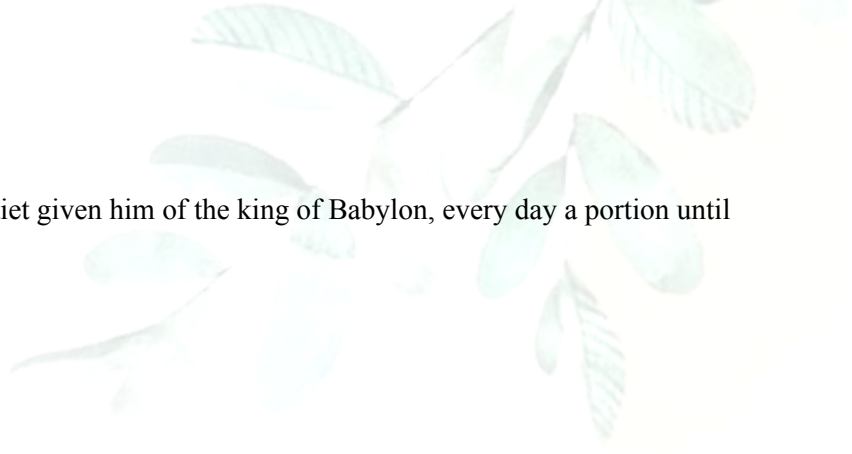 iet given him of the king of Babylon, every day a portion until